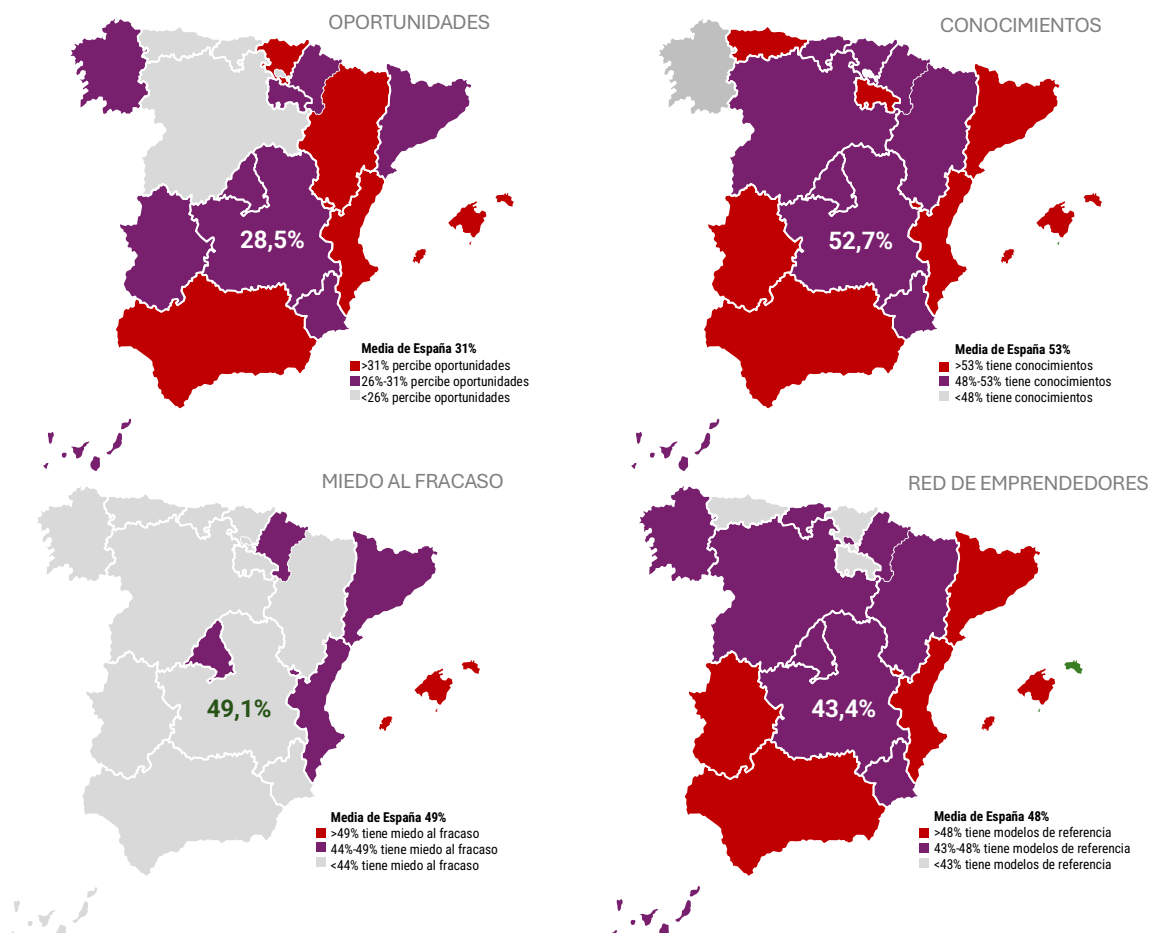 OPORTUNIDADES
28,5%
Media de España 31%
>31% percibe oportunidades
26%-31% percibe oportunidades
<26% percibe oportunidades
CONOCIMIENTOS
52,7%
Media de España 53%
>53% tiene conocimientos
48%-53% tiene conocimientos
<48% tiene conocimientos
MIEDO AL FRACASO
49,1%
Media de España 49%
>49% tiene miedo al fracaso
44%-49% tiene miedo al fracaso
<44% tiene miedo al fracaso
RED DE EMPRENDEDORES
43,4%
Media de España 48%
>48% tiene modelos de referencia
43%-48% tiene modelos de referencia
<43% tiene modelos de referencia